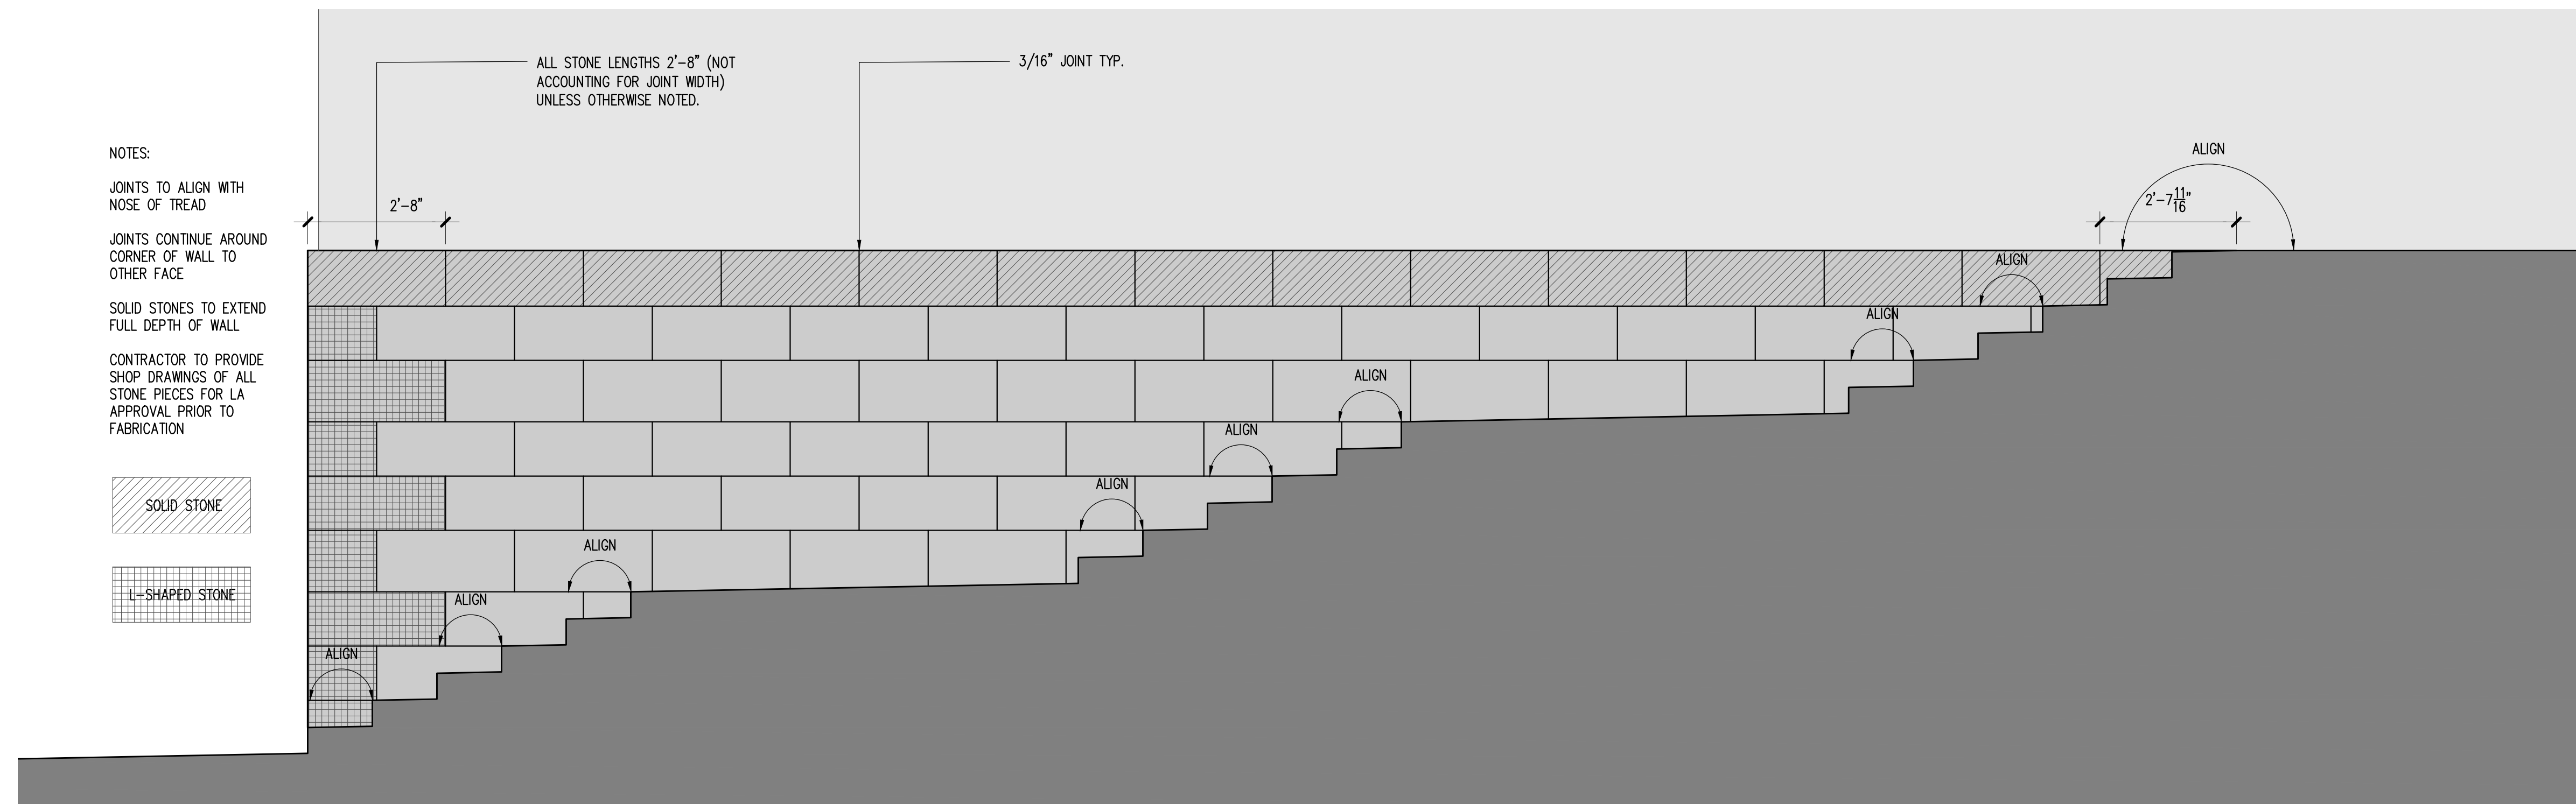 ALL STONE LENGTHS 2'-8" (NOT
ACCOUNTING FOR JOINT WIDTH)
UNLESS OTHERWISE NOTED.
3/16" JOINT TYP.
NOTES:
JOINTS TO ALIGN WITH
NOSE OF TREAD
JOINTS CONTINUE AROUND
CORNER OF WALL TO
OTHER FACE
SOLID STONES TO EXTEND
FULL DEPTH OF WALL
CONTRACTOR TO PROVIDE
SHOP DRAWINGS OF ALL
STONE PIECES FOR LA
APPROVAL PRIOR TO
FABRICATION
SOLID STONE
L-SHAPED STONE
2'-8"
ALIGN
2'-7 11/16"
ALIGN
ALIGN
ALIGN
ALIGN
ALIGN
ALIGN
ALIGN
ALIGN